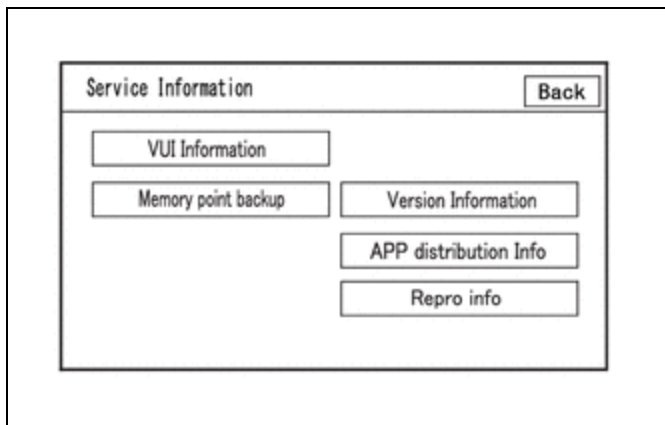 Service Information
Back
VUI Information
Memory point backup
Version Information
APP distribution Info
Repro info